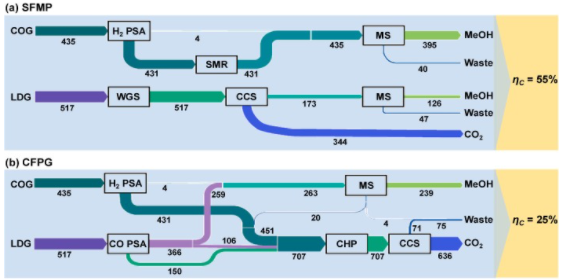 (a) SFMP
COG
435
H₂ PSA
4
431
SMR
431
435
MS
395
MeOH
40
Waste
LDG
517
WGS
517
CCS
173
MS
126
MeOH
47
Waste
344
CO₂
η_C = 55%
(b) CFPG
COG
435
H₂ PSA
4
431
259
263
MS
239
MeOH
20
4
LDG
517
CO PSA
366
106
150
451
707
CHP
707
CCS
71
75
Waste
636
CO₂
η_C = 25%